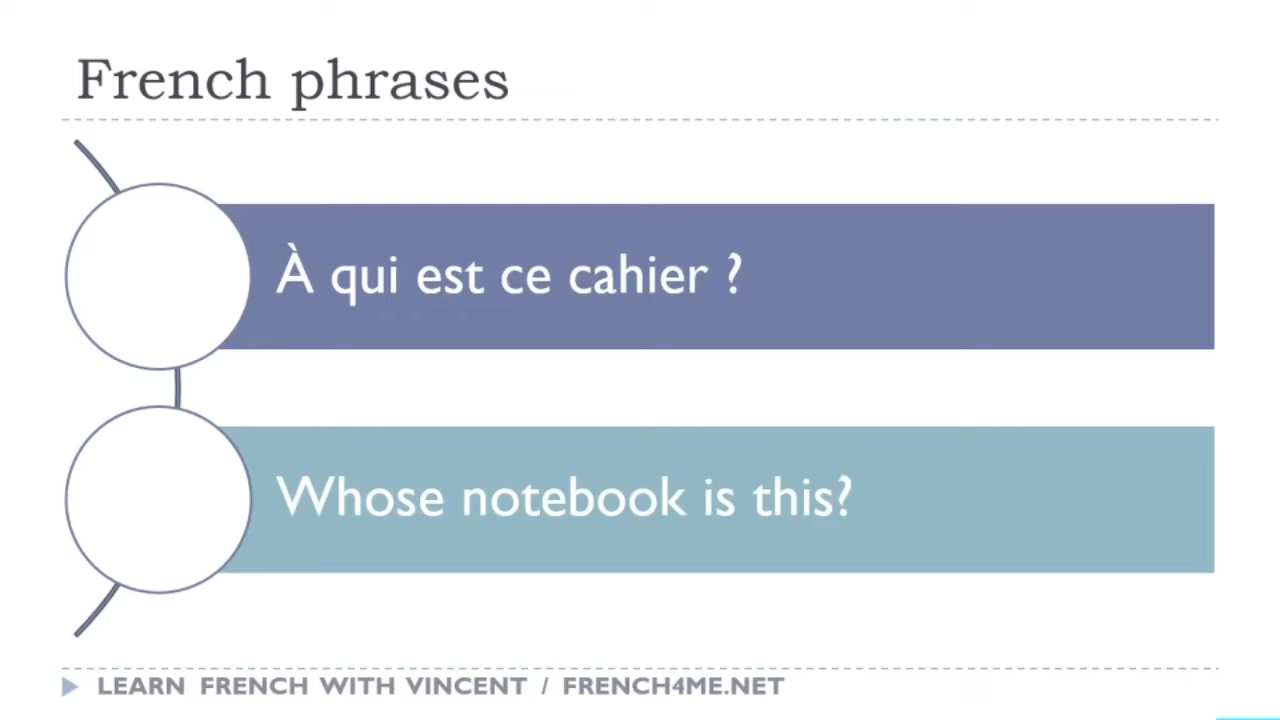 French phrases
À qui est ce cahier ?
Whose notebook is this?
LEARN FRENCH WITH VINCENT / FRENCH4ME.NET